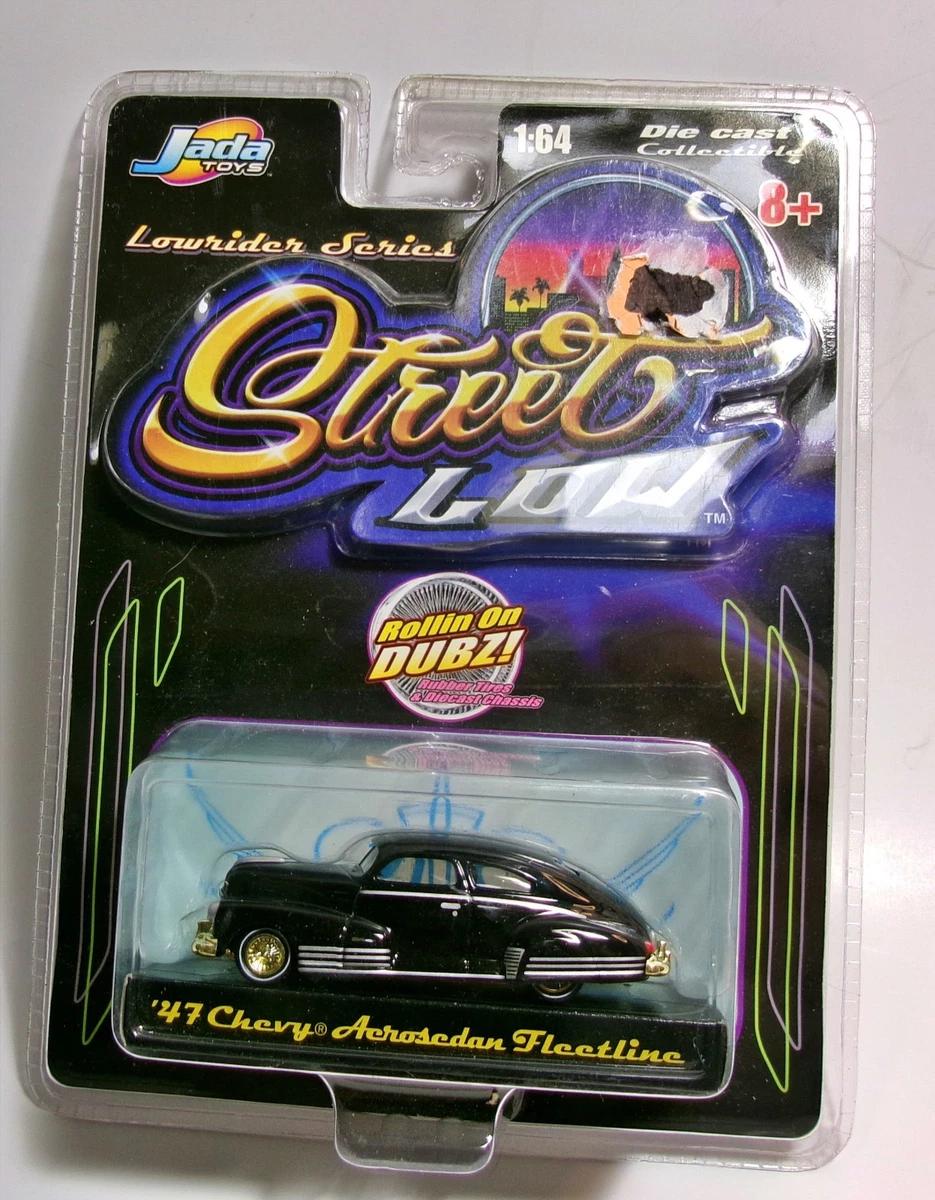 Jada
TOYS™
1:64
Die cast
Collectible
8+
Lowrider Series
Street
LOW
TM
Rollin On
DUBZ!
Rubber Tires
& Diecast Chassis
'47 Chevy® Aerosedan Fleetline